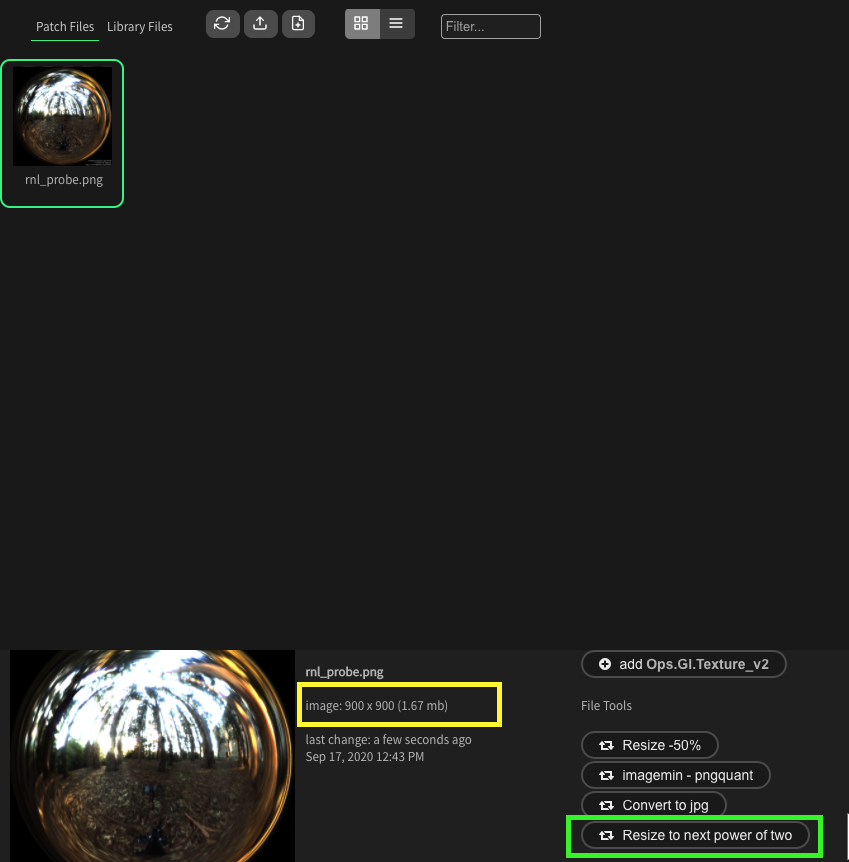 Patch Files Library Files Filter...
rnl_probe.png
rnl_probe.png
image: 900 x 900 (1.67 mb)
last change: a few seconds ago
Sep 17, 2020 12:43 PM
add Ops.Gl.Texture_v2
File Tools
Resize -50%
imagemin - pngquant
Convert to jpg
Resize to next power of two